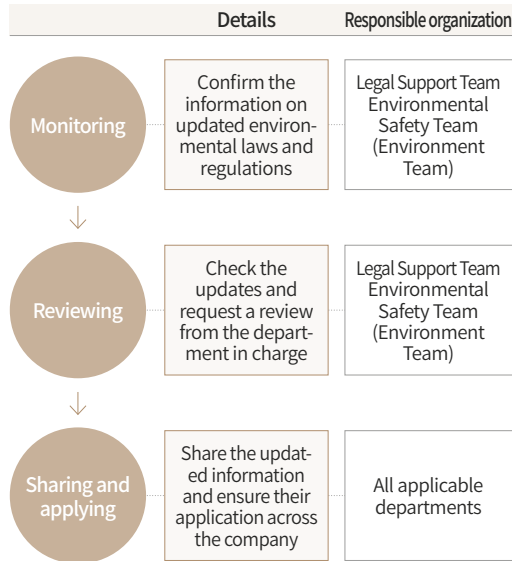 Details
Responsible organization
Monitoring
Confirm the
information on
updated environ-
mental laws and
regulations
Legal Support Team
Environmental
Safety Team
(Environment
Team)
Reviewing
Check the
updates and
request a review
from the depart-
ment in charge
Legal Support Team
Environmental
Safety Team
(Environment
Team)
Sharing and
applying
Share the updat-
ed information
and ensure their
application across
the company
All applicable
departments